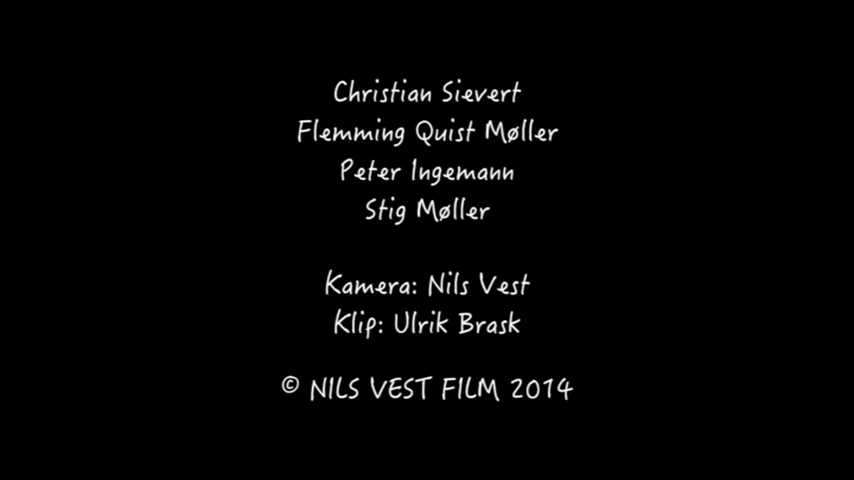 Christian Sievert
Flemming Quist Møller
Peter Ingemann
Stig Møller
Kamera: Nils Vest
Klip: Ulrik Brask
© NILS VEST FILM 2014